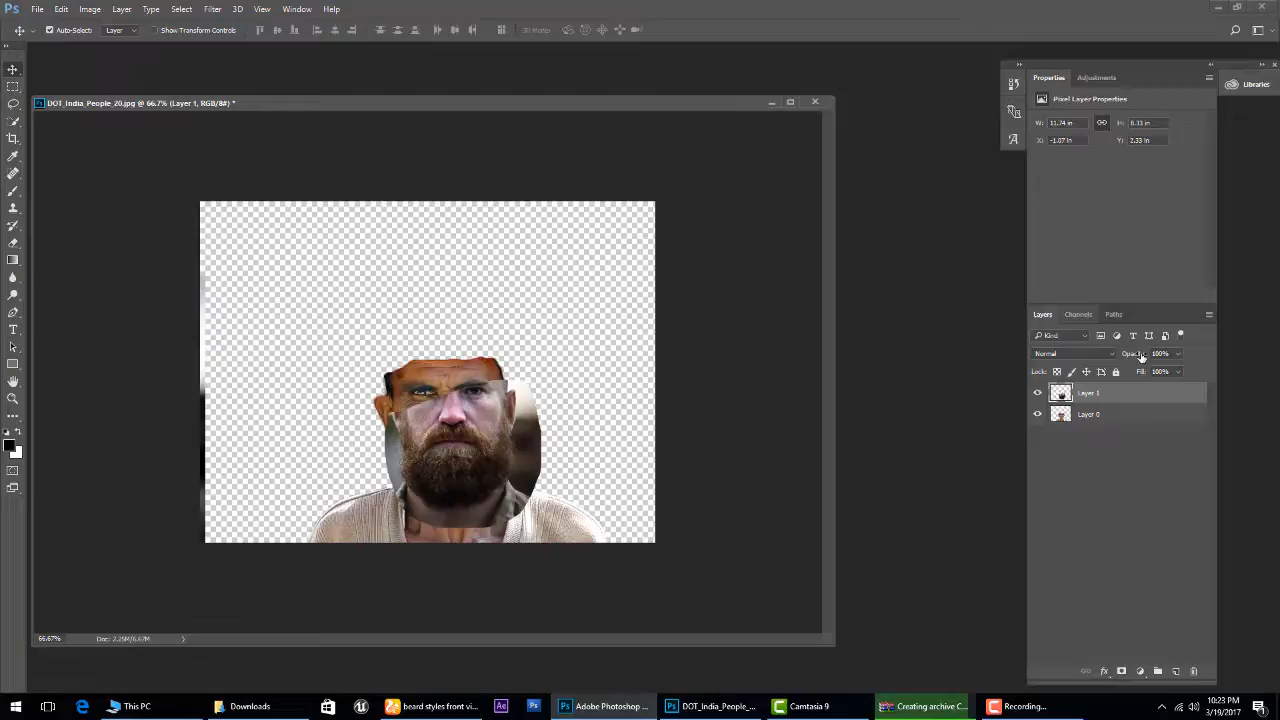 Ps File Edit Image Layer Type Select Filter 3D View Window Help
Auto-Select: Layer Show Transform Controls 3D Mode:
Properties Adjustments
Libraries
DOT_India_People_20.jpg @ 66.7% (Layer 1, RGB/8#) *
Pixel Layer Properties
W: 11.74 in H: 8.33 in
X: -1.07 in Y: 2.33 in
Layers Channels Paths
Kind
Normal Opacity: 100%
Lock: Fill: 100%
Layer 1
Layer 0
66.67% Doc: 2.25M/6.67M
This PC Downloads beard styles front vi... Adobe Photoshop ... DOT_India_People_... Camtasia 9 Creating archive C... Recording...
10:23 PM
3/19/2017